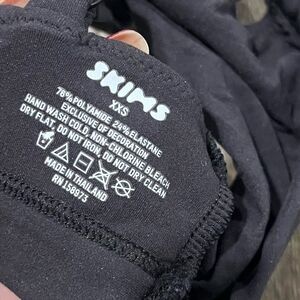 SKIMS
XXS
76% POLYAMIDE, 24% ELASTANE
EXCLUSIVE OF DECORATION
HAND WASH COLD, NON-CHLORINE BLEACH
DRY FLAT, DO NOT IRON, DO NOT DRY CLEAN
MADE IN THAILAND
RN 158973